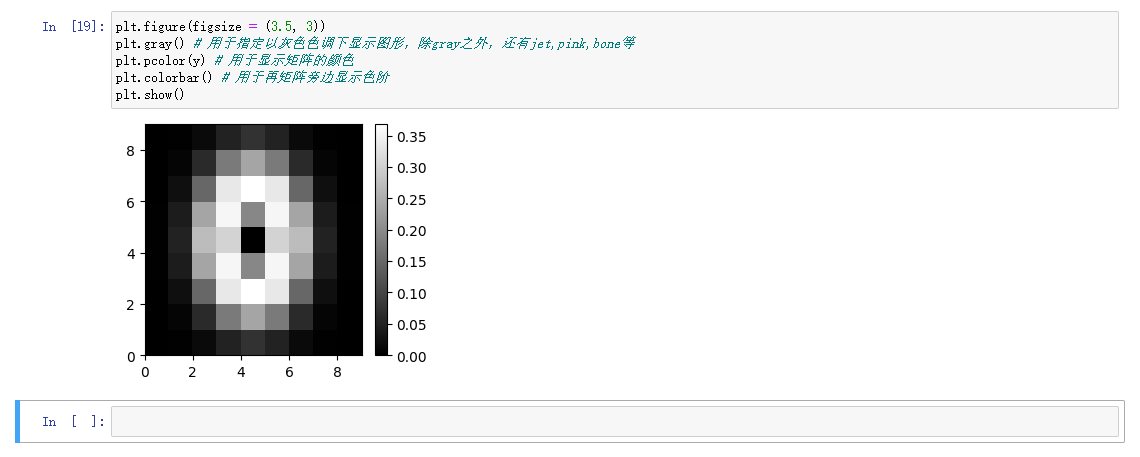 In [19]:
plt.figure(figsize = (3.5, 3))
plt.gray() # 用于指定以灰色色调下显示图形，除gray之外，还有jet,pink,bone等
plt.pcolor(y) # 用于显示矩阵的颜色
plt.colorbar() # 用于再矩阵旁边显示色阶
plt.show()
8
6
4
2
0
0 2 4 6 8
0.35
0.30
0.25
0.20
0.15
0.10
0.05
0.00
In [ ]: